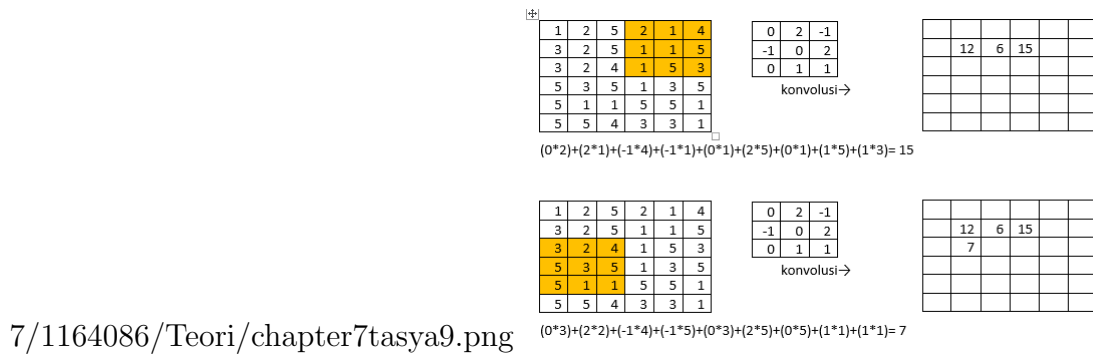 1 2 5 2 1 4 0 2 -1
3 2 5 1 1 5 -1 0 2 12 6 15
3 2 4 1 5 3 0 1 1
5 3 5 1 3 5 konvolusi→
5 1 1 5 5 1
5 5 4 3 3 1
(0*2)+(2*1)+(-1*4)+(-1*1)+(0*1)+(2*5)+(0*1)+(1*5)+(1*3)= 15
1 2 5 2 1 4 0 2 -1
3 2 5 1 1 5 -1 0 2 12 6 15
3 2 4 1 5 3 0 1 1 7
5 3 5 1 3 5 konvolusi→
5 1 1 5 5 1
5 5 4 3 3 1
(0*3)+(2*2)+(-1*4)+(-1*5)+(0*3)+(2*5)+(0*5)+(1*1)+(1*1)= 7
7/1164086/Teori/chapter7tasya9.png